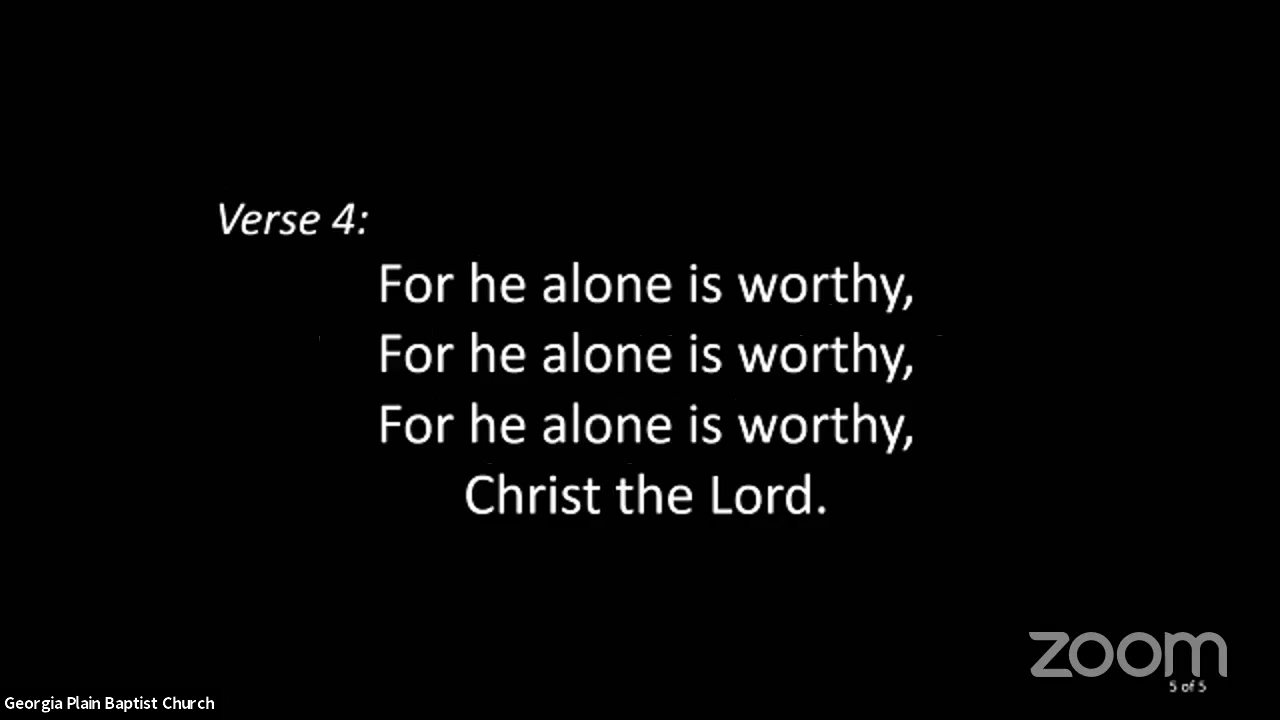 Verse 4:
For he alone is worthy,
For he alone is worthy,
For he alone is worthy,
Christ the Lord.
zoom
5 of 5
Georgia Plain Baptist Church